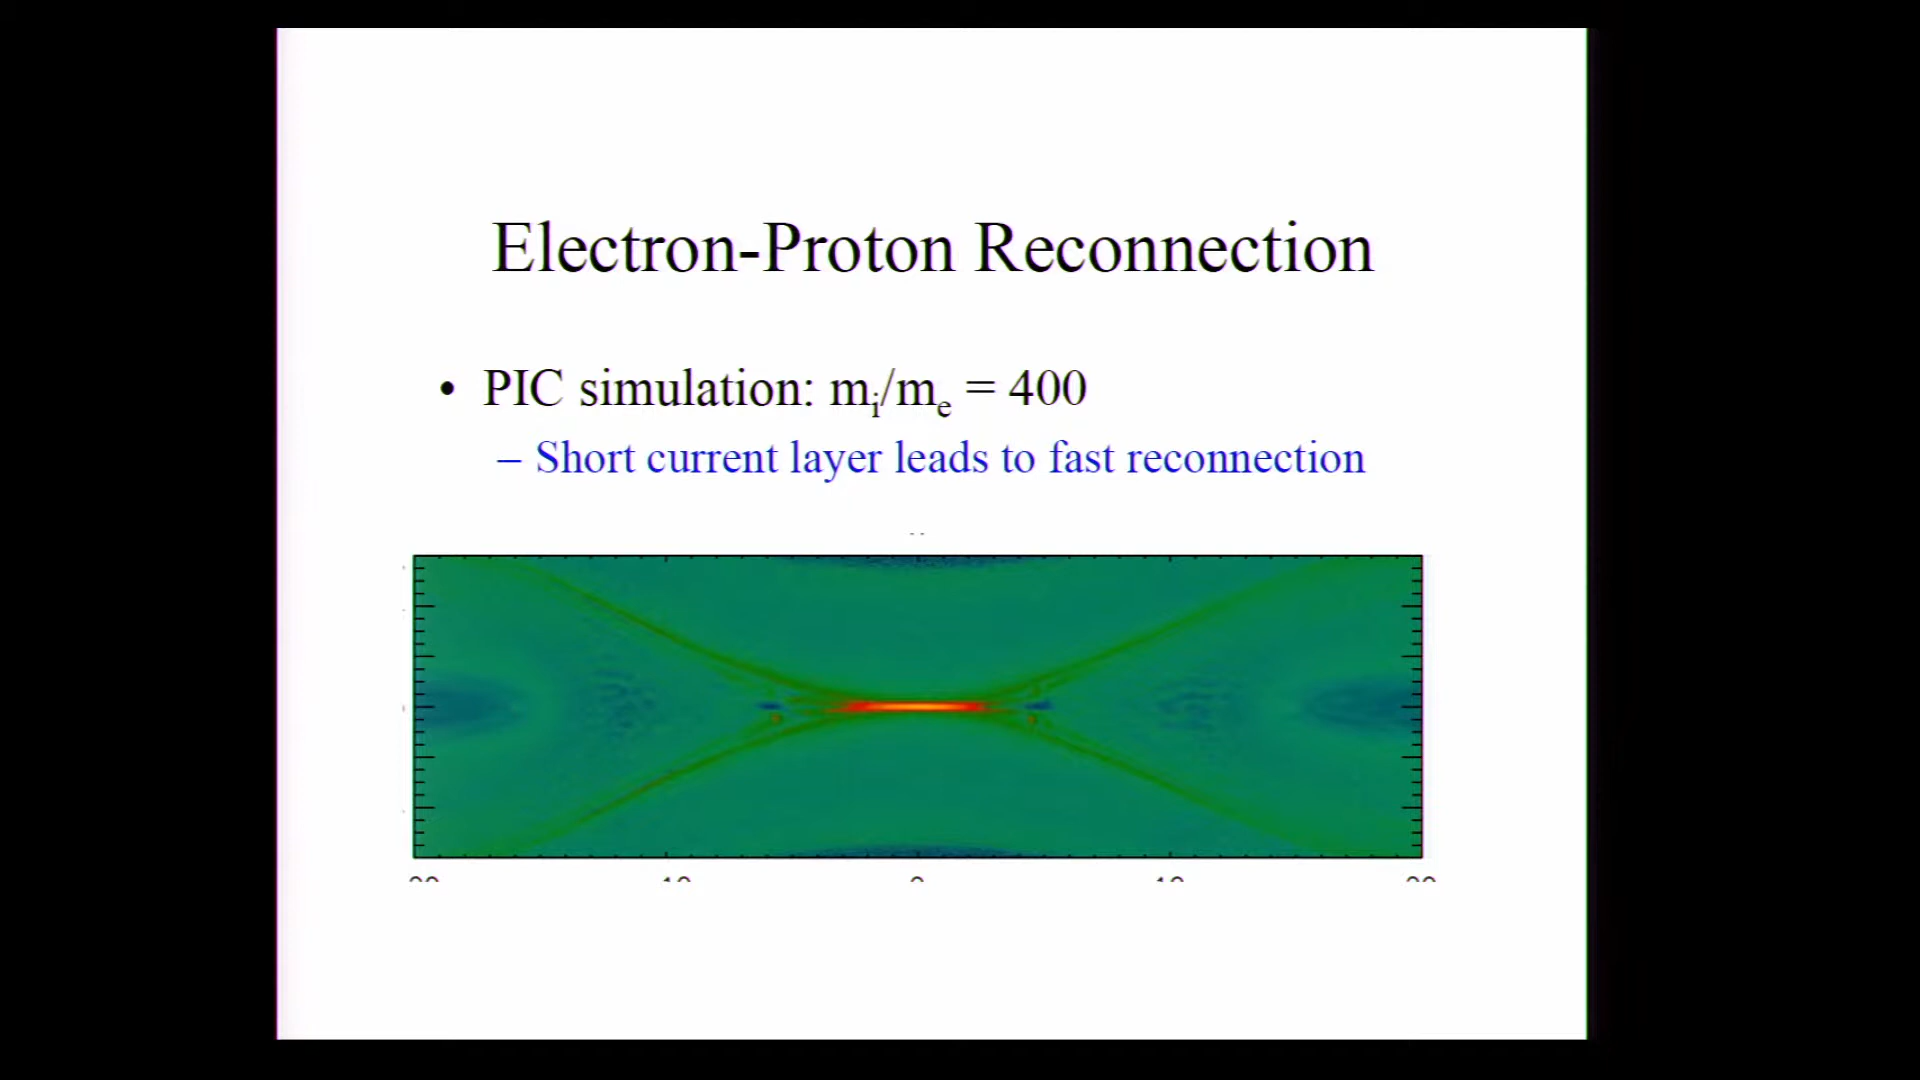 Electron-Proton Reconnection
• PIC simulation: mᵢ/mₑ = 400
– Short current layer leads to fast reconnection